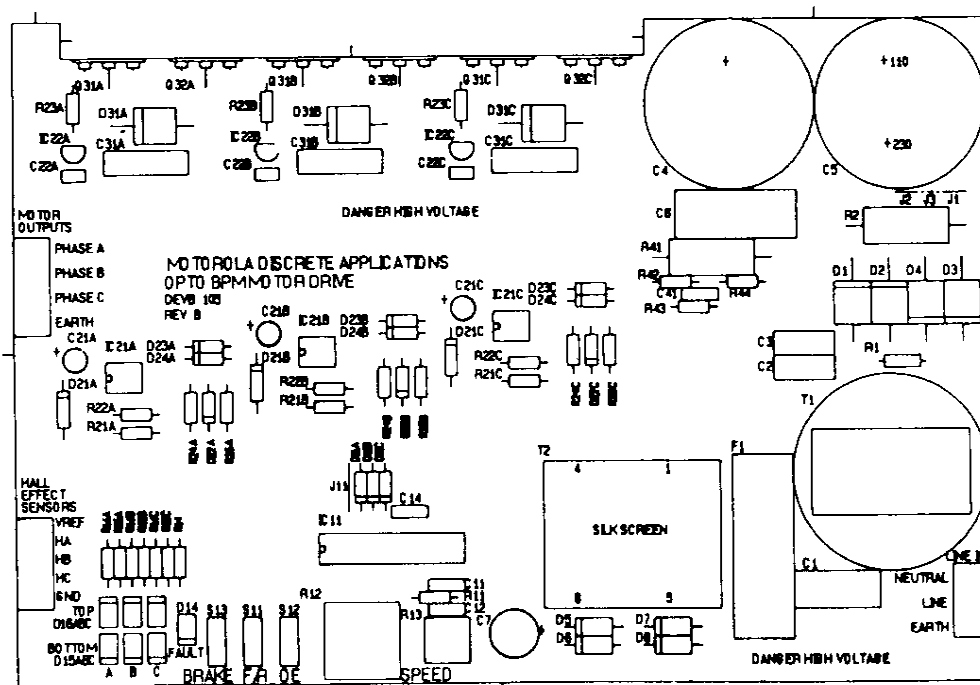 Q31A Q32A Q31B Q32B Q31C Q32C
R23A D31A R23B D31B R23C D31C
+110
IC22A C31A IC22B C31B IC22C C31C
+230
C22A C22B C22C C4 C5
J2 J3 J1
MOTOR
OUTPUTS
DANGER HIGH VOLTAGE
C6 R2
PHASE A
PHASE B
PHASE C
EARTH
MOTOROLA DISCRETE APPLICATIONS
OPTO BPM MOTOR DRIVE
DEVB 103
REV B
R41
R42 R44
C41
R43
D1 D2 D4 D3
C21C IC21C D23C
D24C
C21B IC21B D23B
D24B
D21C
C21A IC21A D23A
D24A
D21B R22C
R21C
C3
C2
R1
D21A R22B
R21B
R22A
R21A
R24C
R24B
R24A
T1
T2 4 1 F1
HALL
EFFECT
SENSORS
J11
C14
VREF
HA
HB
HC
GND
IC11
SILKSCREEN
C1
LINE
NEUTRAL
LINE
EARTH
TOP
D16ABC
BOTTOM
D15ABC
A B C
D14
FAULT
S13 S11 S12
R12
C11
R11
C12
R13
C7
6 5
D5 D7
D6 D8
BRAKE F/R OE SPEED
DANGER HIGH VOLTAGE